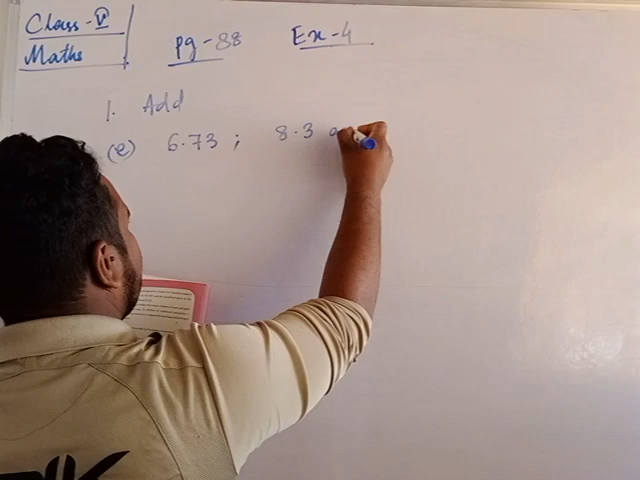 Class - V
Maths
Pg - 88
Ex - 4
1. Add
(e) 6.73 ; 8.3